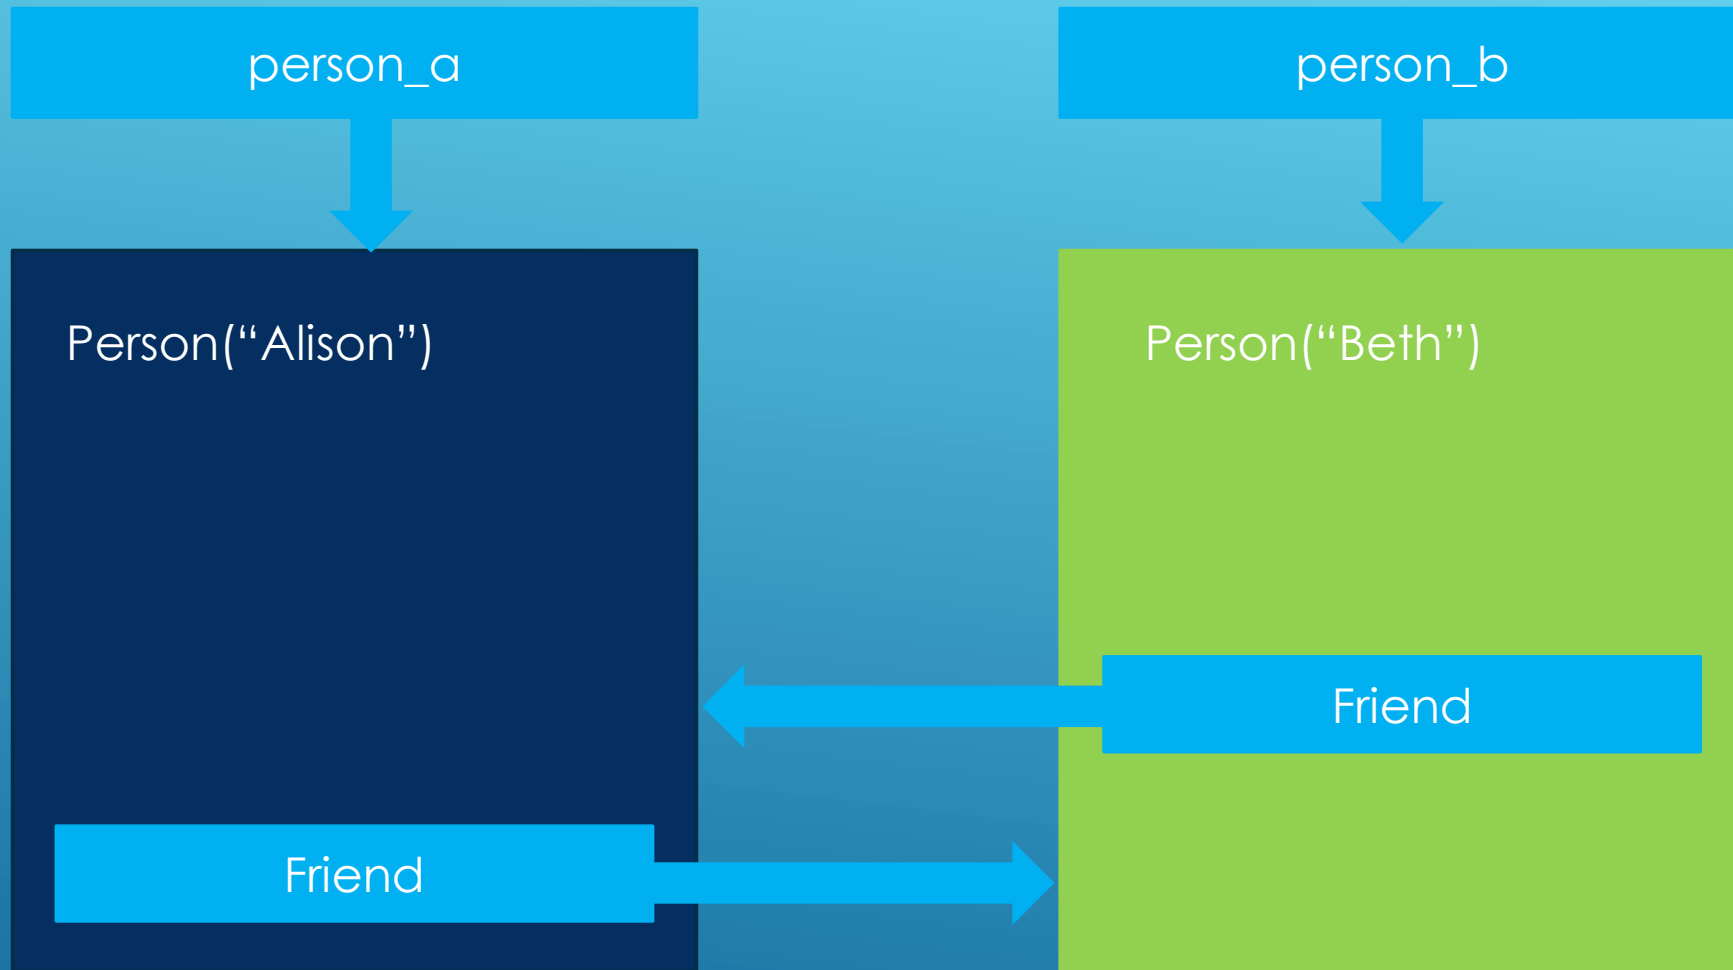 person_a
person_b
Person(“Alison”)
Person(“Beth”)
Friend
Friend